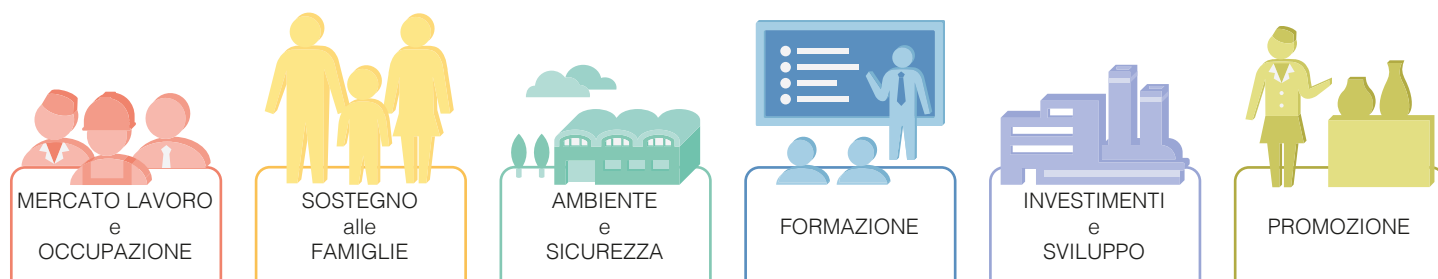 MERCATO LAVORO
e
OCCUPAZIONE
SOSTEGNO
alle
FAMIGLIE
AMBIENTE
e
SICUREZZA
FORMAZIONE
INVESTIMENTI
e
SVILUPPO
PROMOZIONE